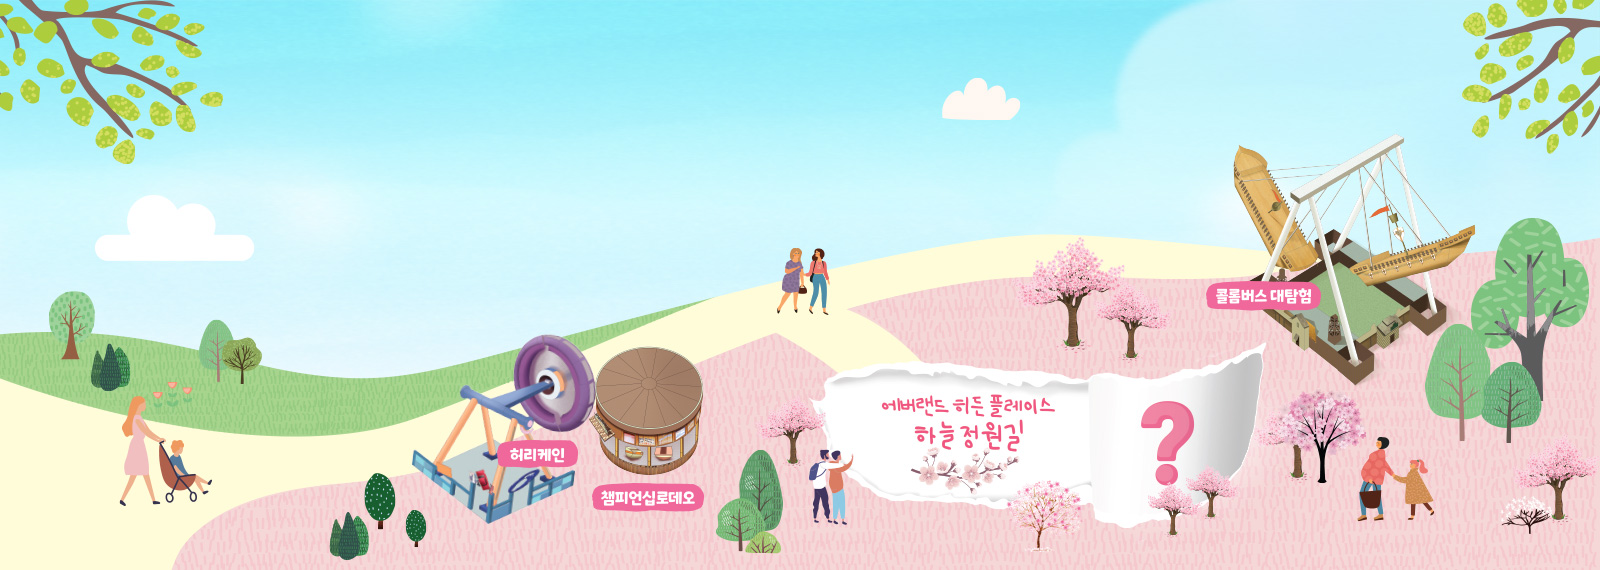 콜롬버스 대탐험
에버랜드 히든 플레이스
하늘정원길
?
허리케인
챔피언십로데오